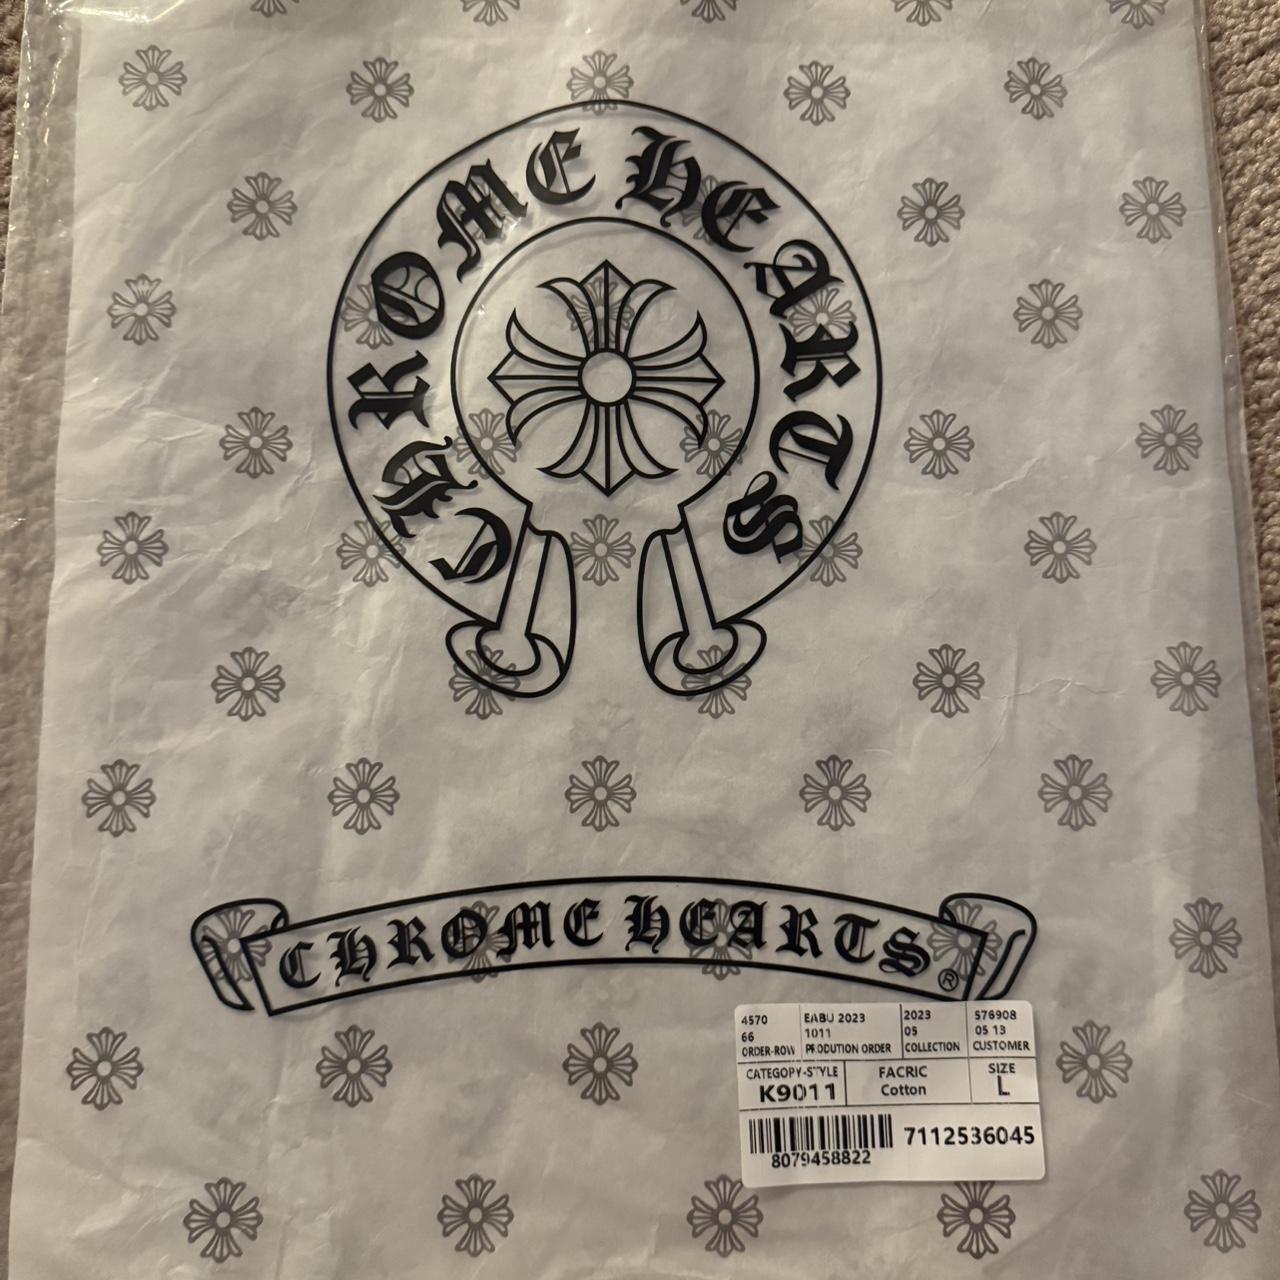 CHROME HEARTS
CHROME HEARTS ®
4570
66
ORDER-ROW
EABU 2023
1011
PRODUTION ORDER
2023
05
COLLECTION
576908
05 13
CUSTOMER
CATEGOPY-STYLE
K9011
FACRIC
Cotton
SIZE
L
8079458822
7112536045